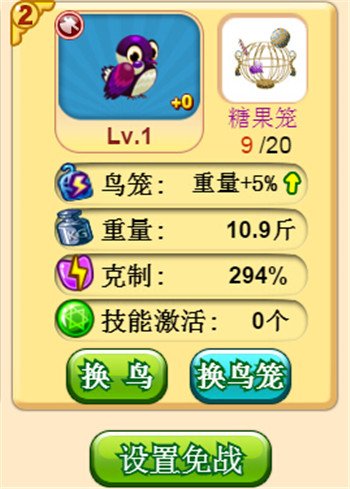 2
+0
Lv.1
糖果笼
9 /20
鸟笼： 重量+5%
KG
重量： 10.9斤
克制： 294%
技能激活： 0个
换 鸟 换鸟笼
设置免战